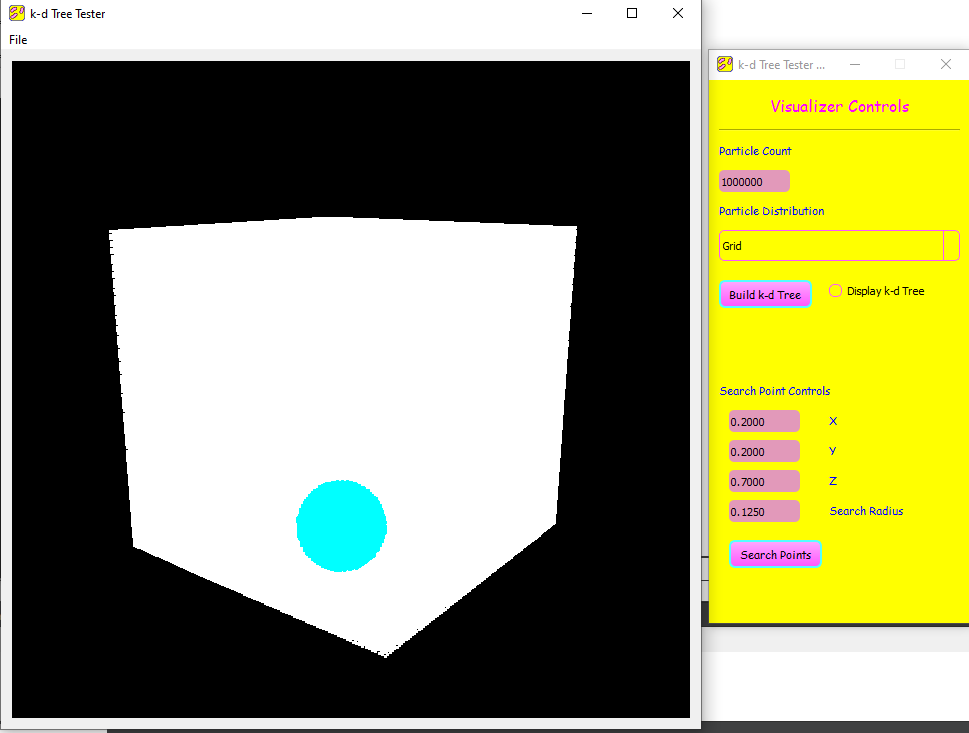 k-d Tree Tester
File
k-d Tree Tester ...
Visualizer Controls
Particle Count
1000000
Particle Distribution
Grid
Build k-d Tree
Display k-d Tree
Search Point Controls
0.2000 X
0.2000 Y
0.7000 Z
0.1250 Search Radius
Search Points